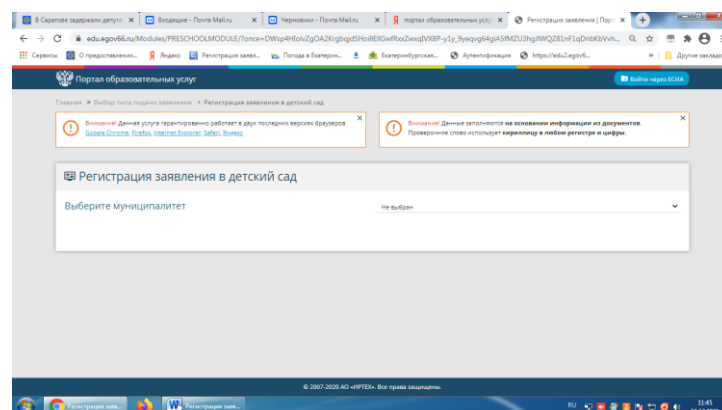 В Саратове задержали депута
Входящие - Почта Mail.ru
Черновики - Почта Mail.ru
портал образовательных услу
Регистрация заявления | Пор
edu.egov66.ru/Modules/PRESCHOOLMODULE/?once=
Сервисы
О предоставлении...
Яндекс
Регистрация заявл...
Погода в Екатерин...
Екатеринбургская...
Аутентификация
https://edu2.egov6...
Другие закладк
Портал образовательных услуг
Войти через ЕСИА
Главная » Выбор типа подачи заявления » Регистрация заявления в детский сад
Внимание! Данная услуга гарантированно работает в двух последних версиях браузеров
Google Chrome, Firefox, Internet Explorer, Safari, Яндекс
Внимание! Данные заполняются на основании информации из документов.
Проверочное слово использует кириллицу в любом регистре и цифры.
Регистрация заявления в детский сад
Выберите муниципалитет
Не выбран
© 2007-2020 АО «ИРТЕХ». Все права защищены.
Регистрация заяв...
Регистрация заяв...
RU
11:45